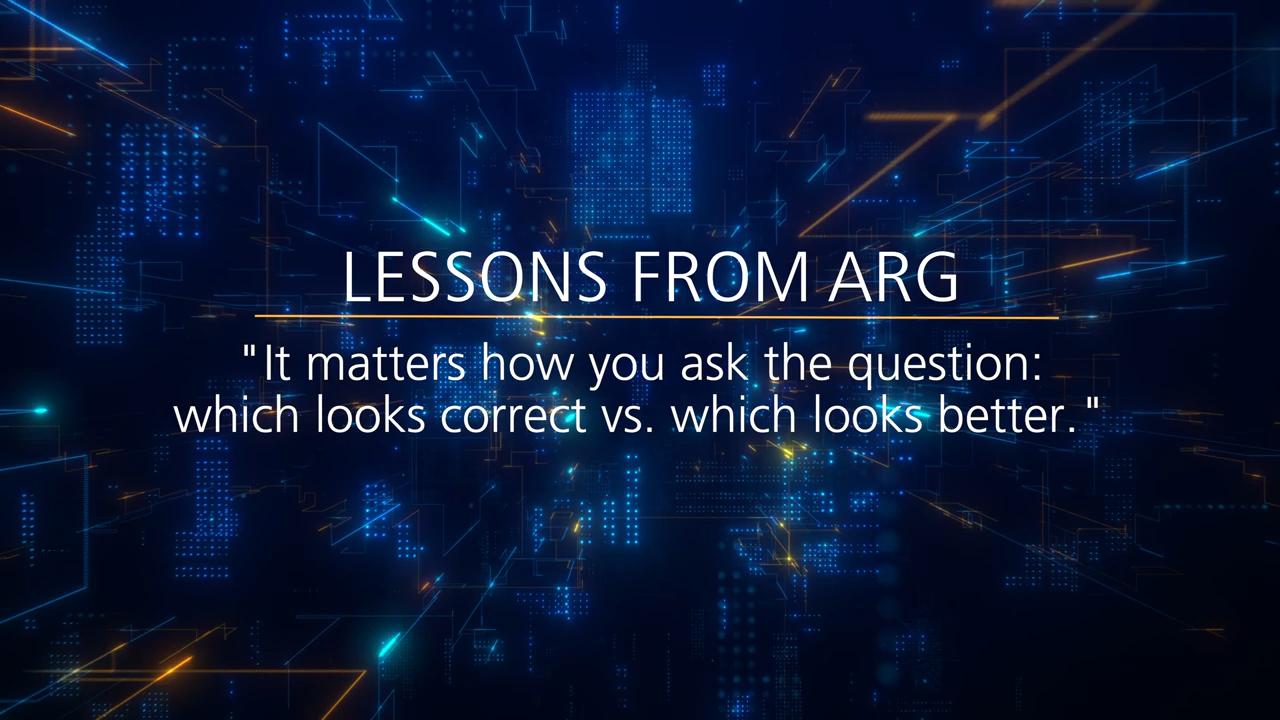 LESSONS FROM ARG
"It matters how you ask the question:
which looks correct vs. which looks better."